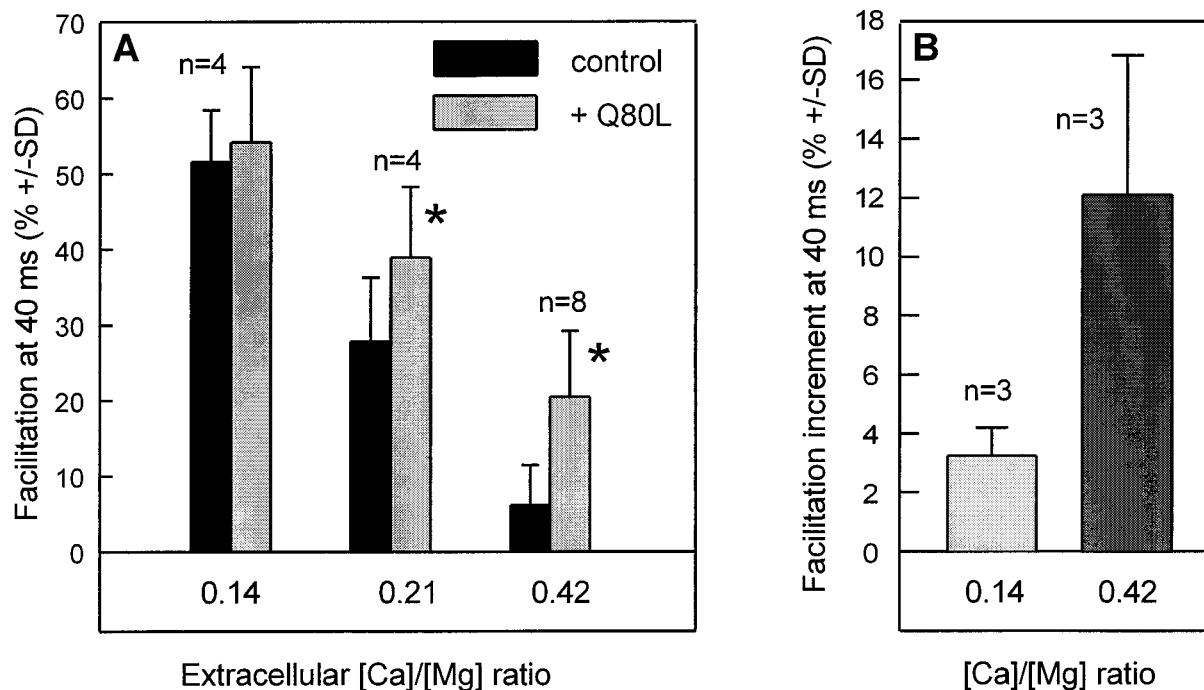 A
70
60
50
40
30
20
10
0
Facilitation at 40 ms (% +/-SD)
n=4
n=4
*
n=8
*
control
+ Q80L
0.14 0.21 0.42
Extracellular [Ca]/[Mg] ratio
B
18
16
14
12
10
8
6
4
2
0
Facilitation increment at 40 ms (% +/-SD)
n=3
n=3
0.14 0.42
[Ca]/[Mg] ratio